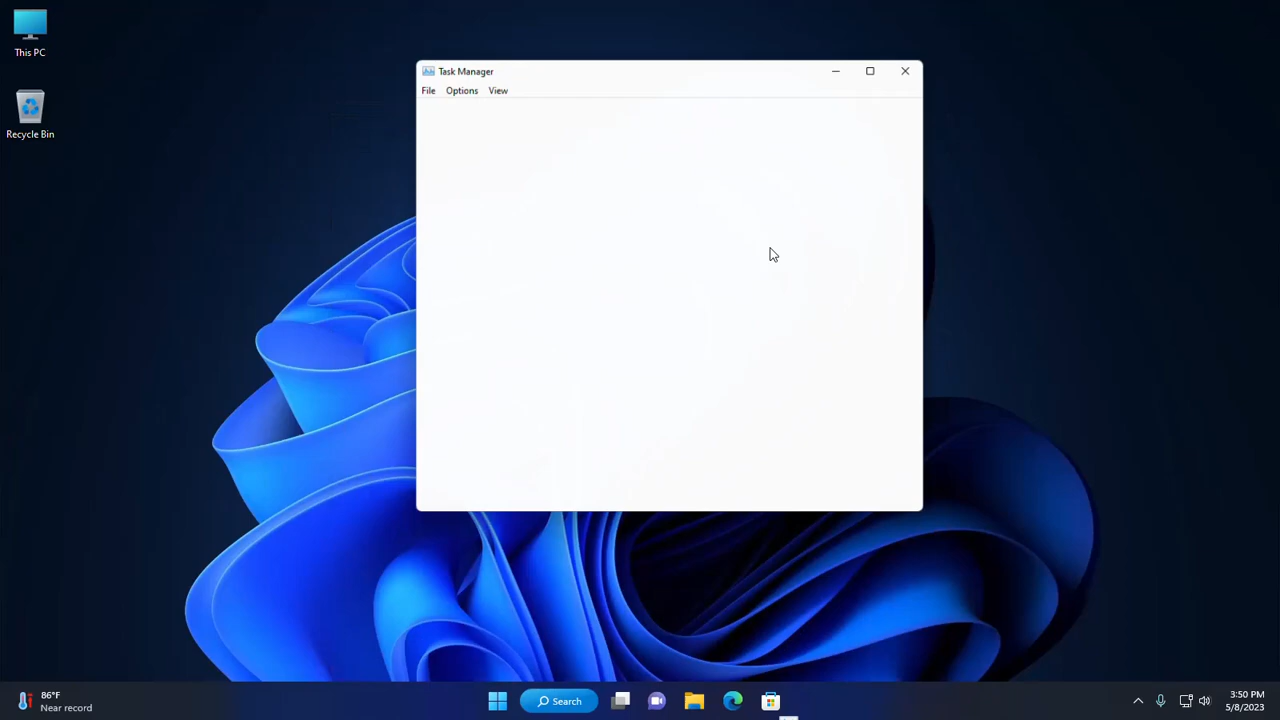 This PC
Recycle Bin
Task Manager
File Options View
86°F
Near record
Search
3:50 PM
5/8/2023